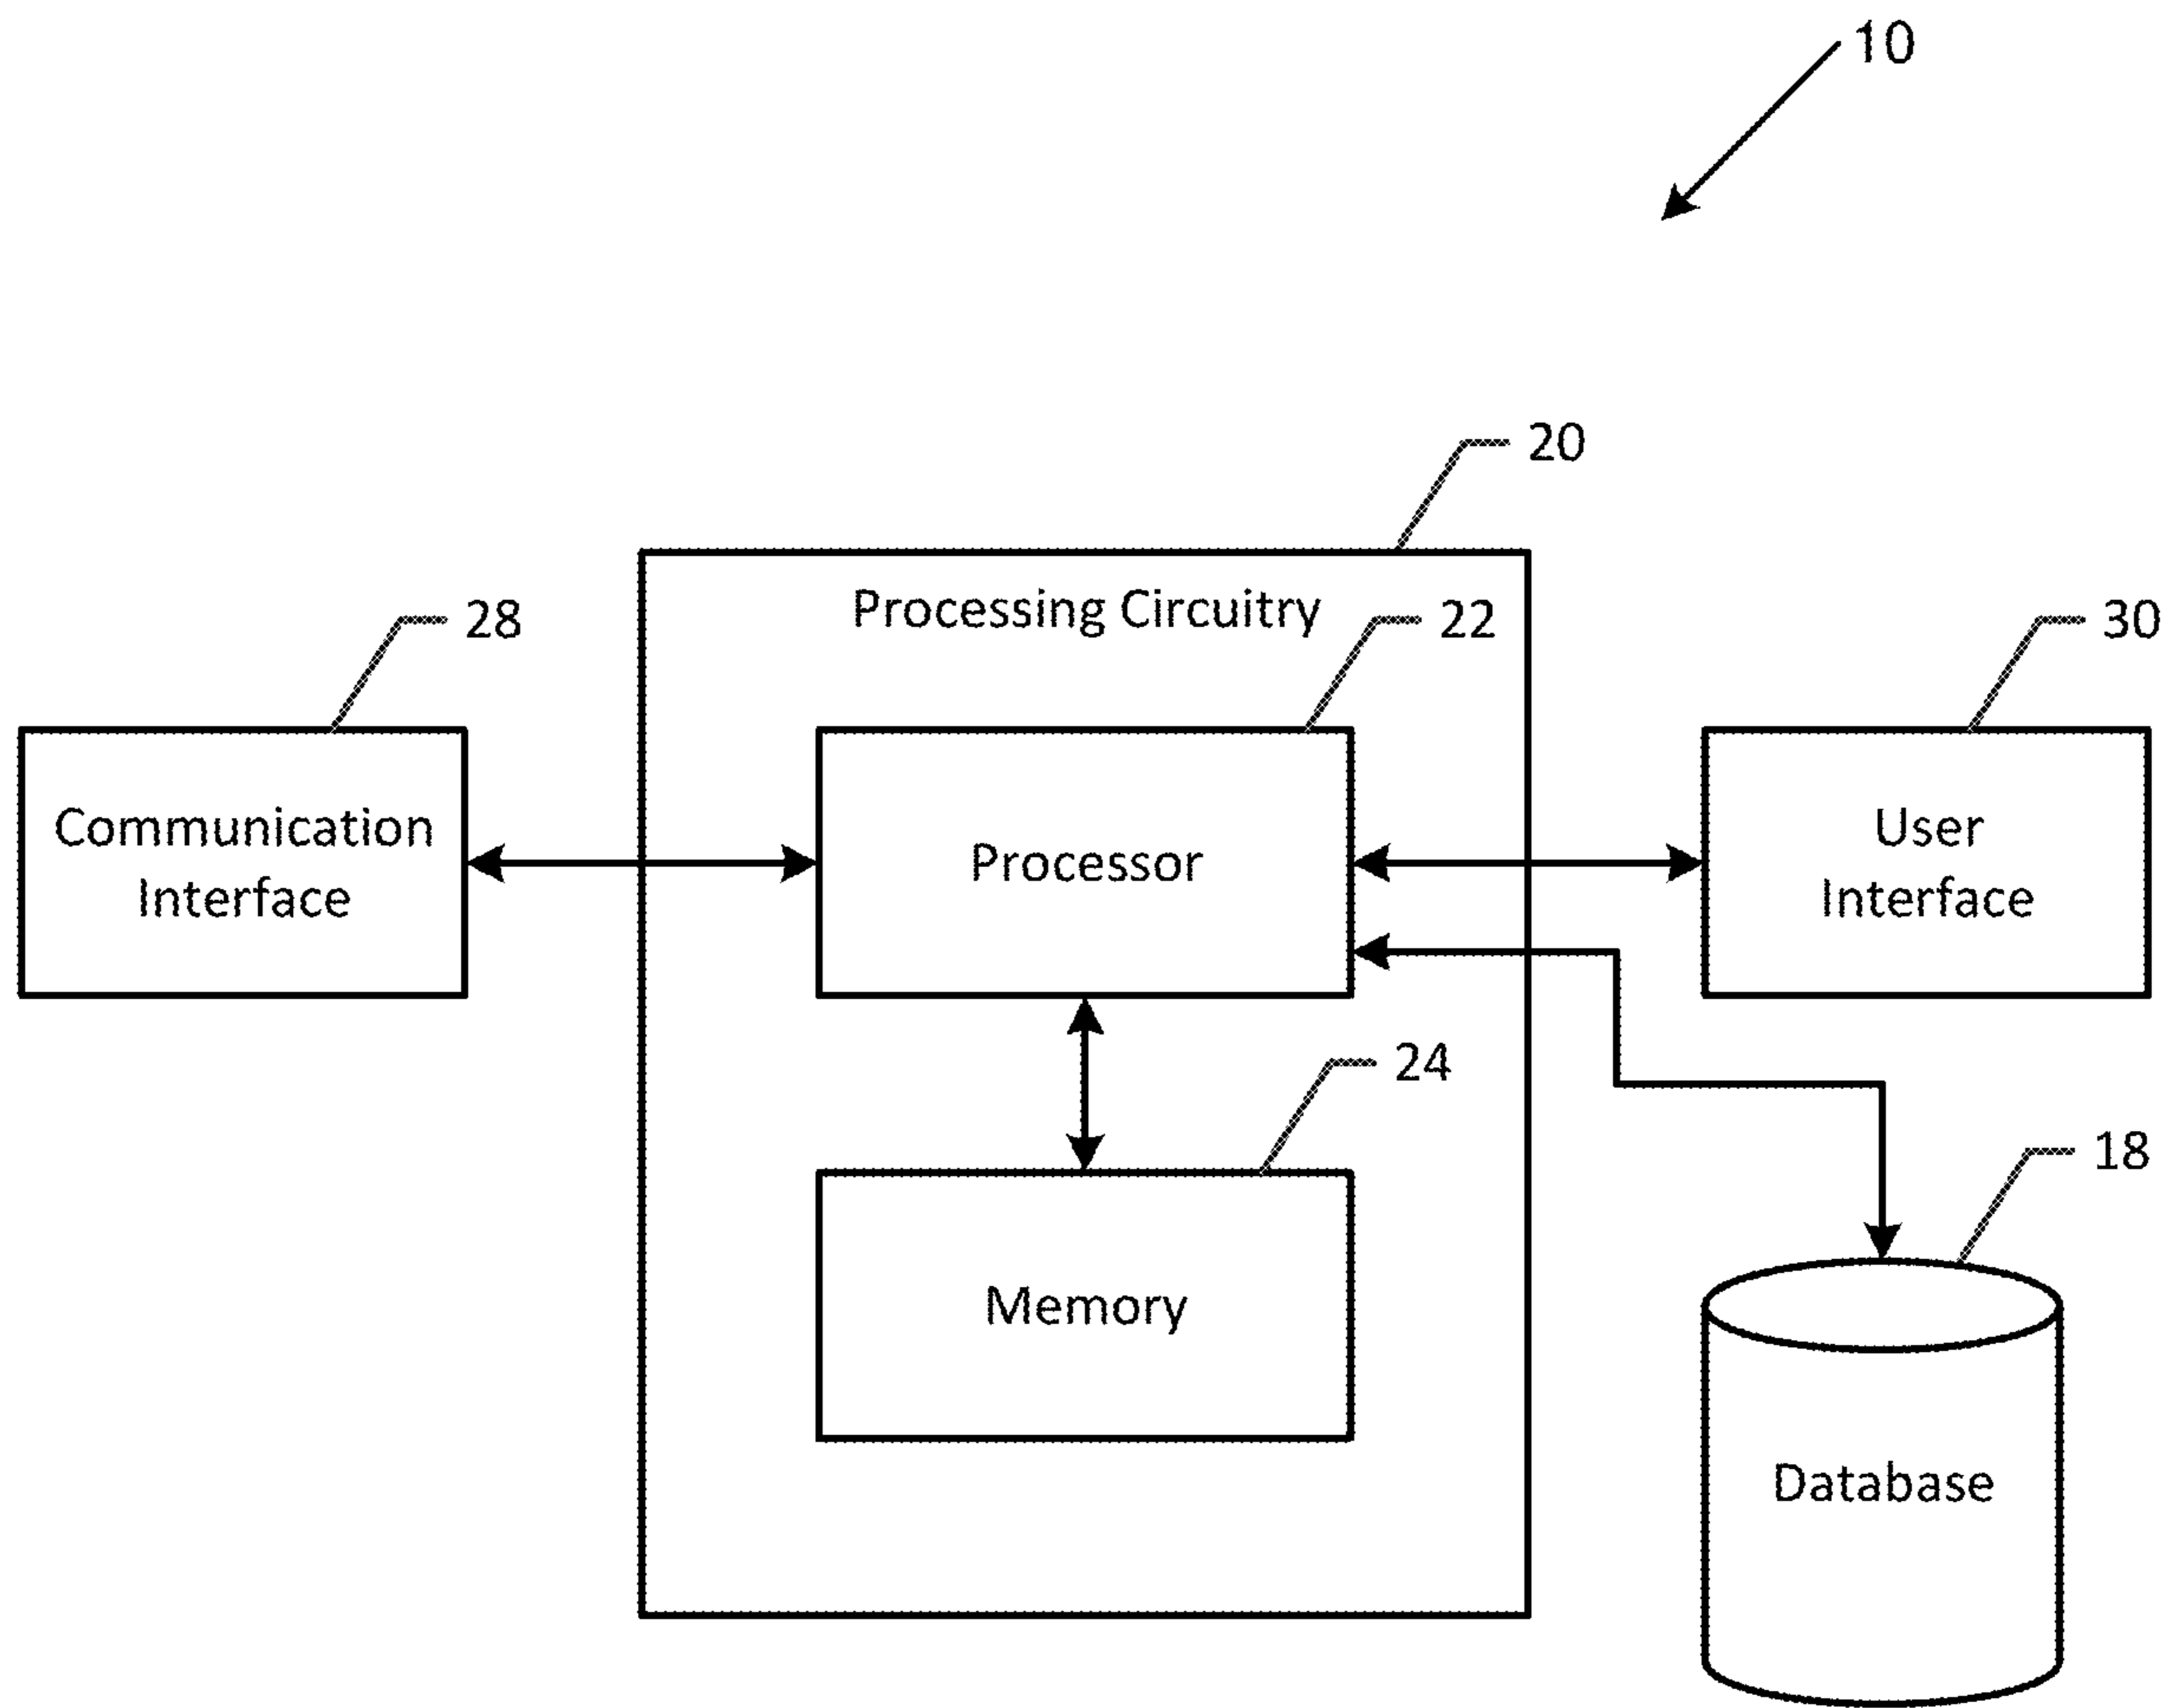 10
20
Processing Circuitry
28
22
30
Communication
Interface
Processor
User
Interface
24
18
Memory
Database